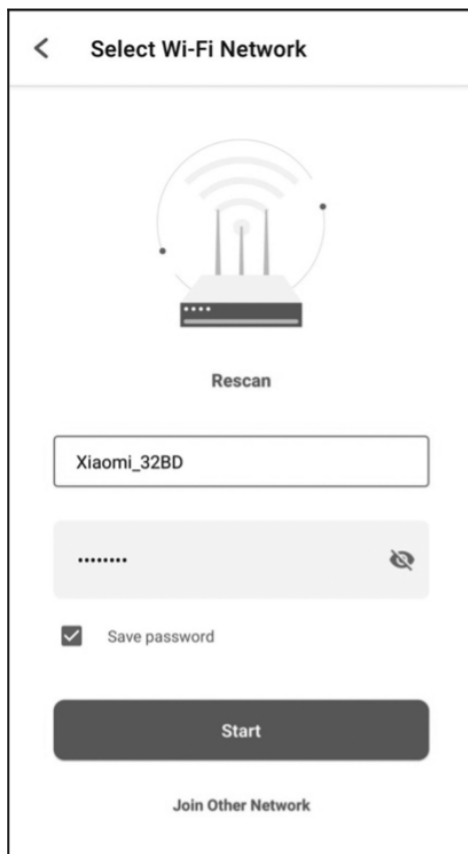 Select Wi-Fi Network
Rescan
Xiaomi_32BD
••••••••
Save password
Start
Join Other Network